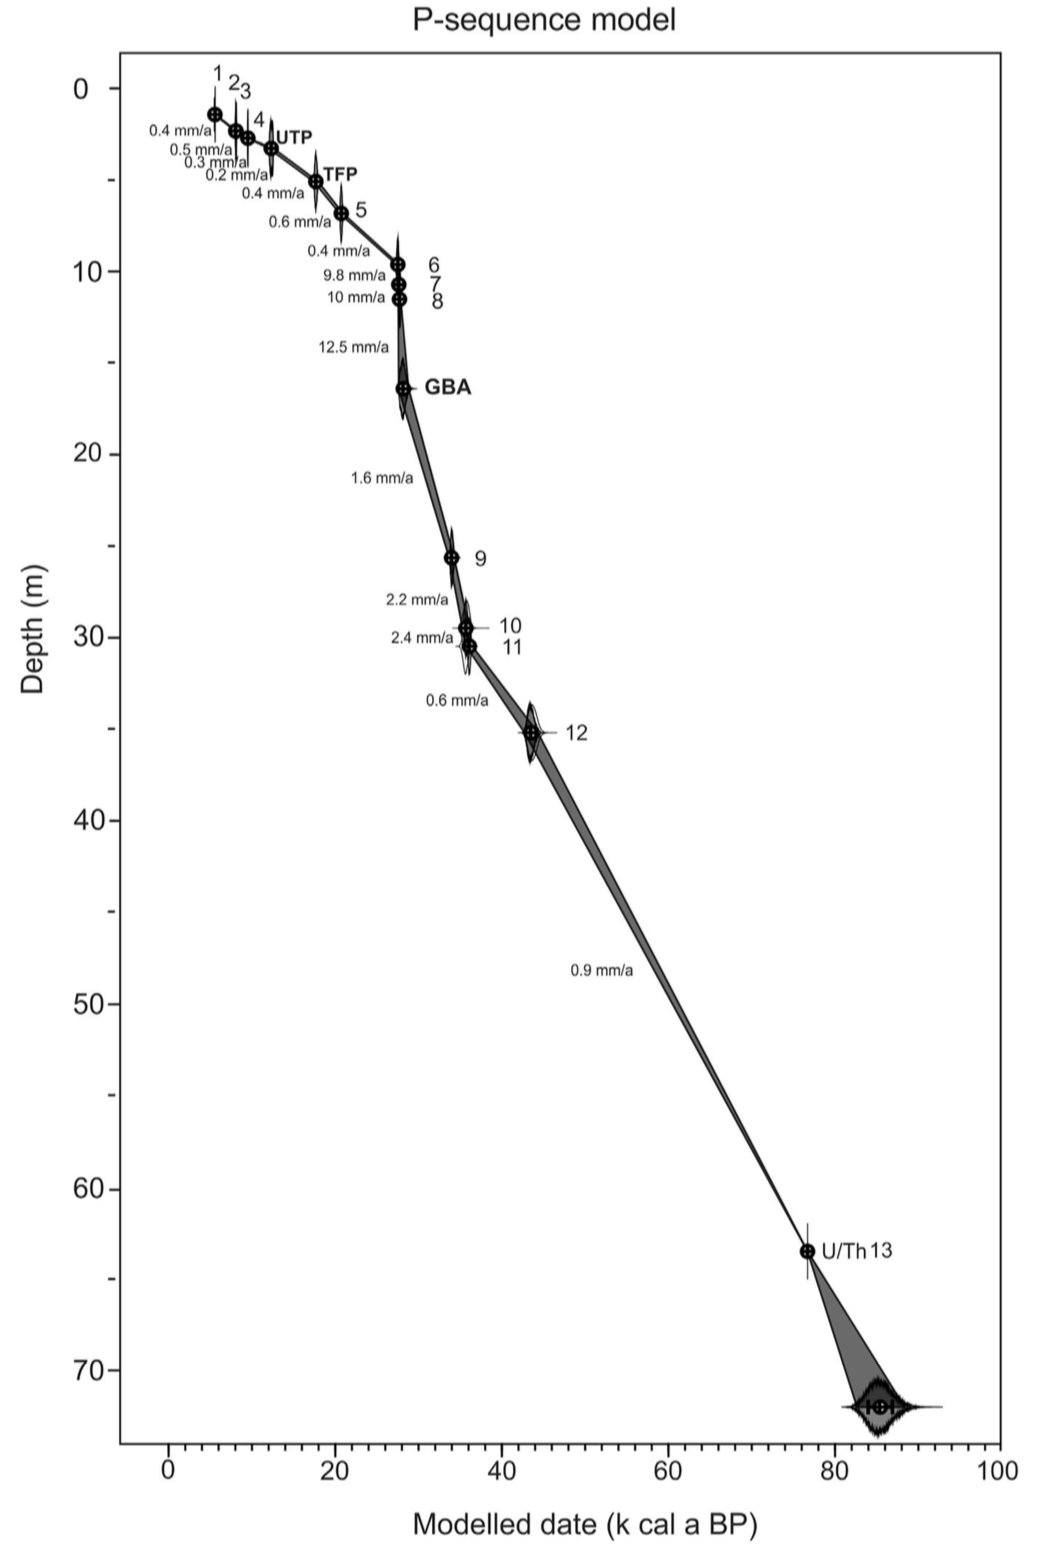 P-sequence model
0
1
2
3
4
0.4 mm/a
UTP
0.5 mm/a
0.3 mm/a
0.2 mm/a
TFP
0.4 mm/a
5
0.6 mm/a
0.4 mm/a
6
10
9.8 mm/a
7
10 mm/a
8
12.5 mm/a
GBA
20
1.6 mm/a
9
2.2 mm/a
10
30
2.4 mm/a
11
0.6 mm/a
12
40
0.9 mm/a
50
60
U/Th 13
70
Depth (m)
0 20 40 60 80 100
Modelled date (k cal a BP)